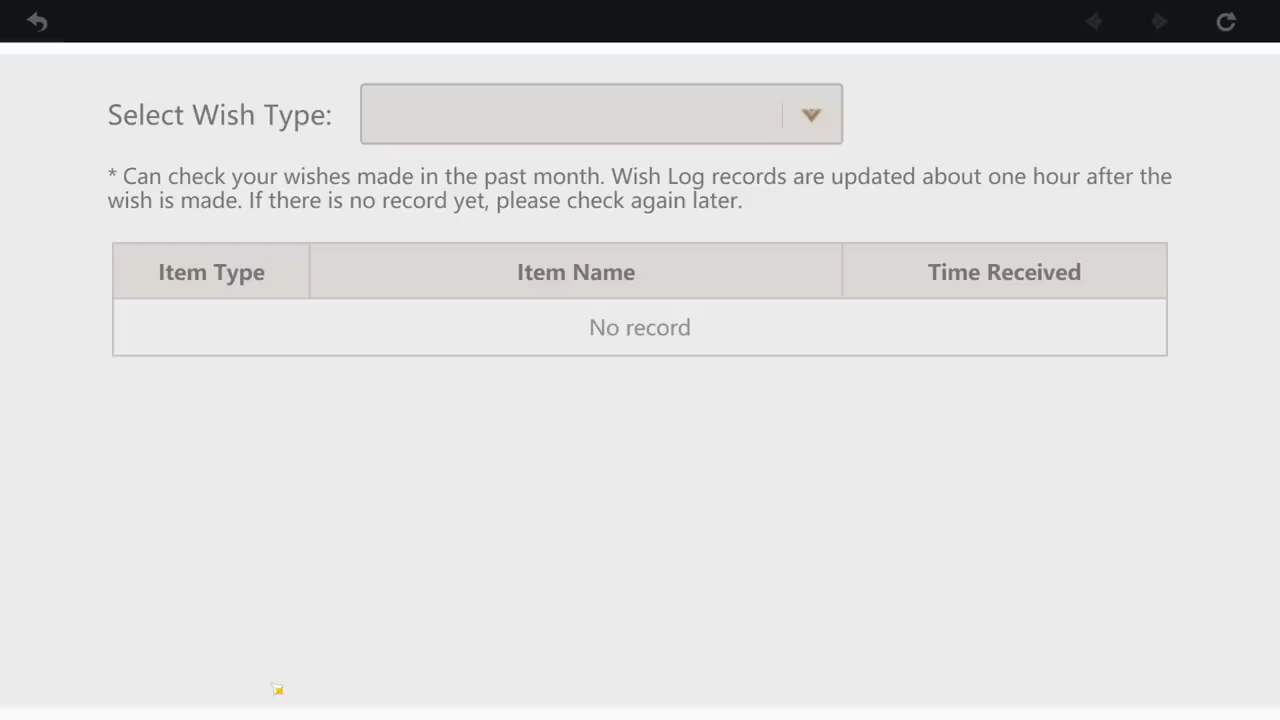 Select Wish Type:
* Can check your wishes made in the past month. Wish Log records are updated about one hour after the
wish is made. If there is no record yet, please check again later.
Item Type Item Name Time Received
No record